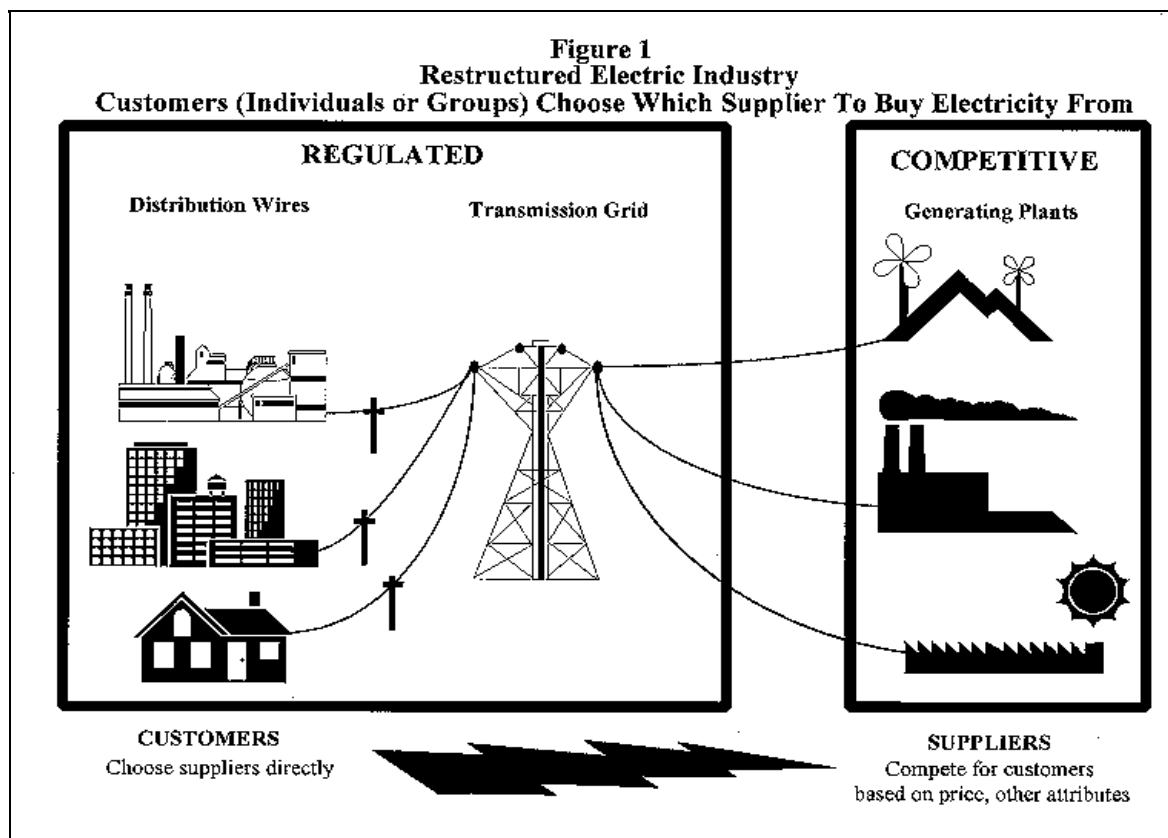 Figure 1
Restructured Electric Industry
Customers (Individuals or Groups) Choose Which Supplier To Buy Electricity From
REGULATED
Distribution Wires
Transmission Grid
COMPETITIVE
Generating Plants
CUSTOMERS
Choose suppliers directly
SUPPLIERS
Compete for customers
based on price, other attributes